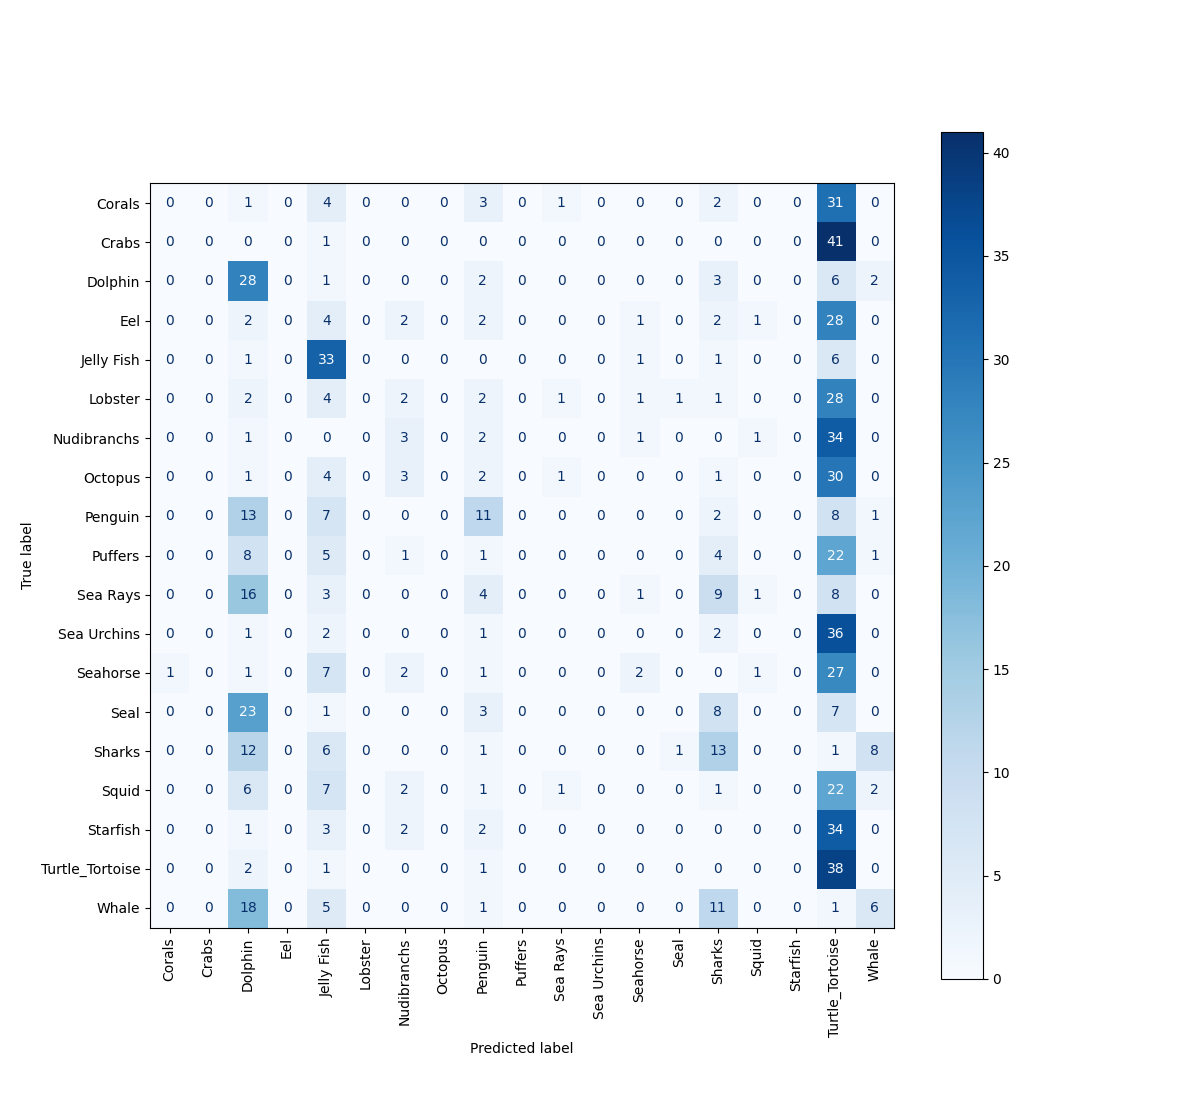 Corals 0 0 1 0 4 0 0 0 3 0 1 0 0 0 2 0 0 31 0
Crabs 0 0 0 0 1 0 0 0 0 0 0 0 0 0 0 0 0 41 0
Dolphin 0 0 28 0 1 0 0 0 2 0 0 0 0 0 3 0 0 6 2
Eel 0 0 2 0 4 0 2 0 2 0 0 0 1 0 2 1 0 28 0
Jelly Fish 0 0 1 0 33 0 0 0 0 0 0 0 1 0 1 0 0 6 0
Lobster 0 0 2 0 4 0 2 0 2 0 1 0 1 1 1 0 0 28 0
Nudibranchs 0 0 1 0 0 0 3 0 2 0 0 0 1 0 0 1 0 34 0
Octopus 0 0 1 0 4 0 3 0 2 0 1 0 0 0 1 0 0 30 0
Penguin 0 0 13 0 7 0 0 0 11 0 0 0 0 0 2 0 0 8 1
Puffers 0 0 8 0 5 0 1 0 1 0 0 0 0 0 4 0 0 22 1
Sea Rays 0 0 16 0 3 0 0 0 4 0 0 0 1 0 9 1 0 8 0
Sea Urchins 0 0 1 0 2 0 0 0 1 0 0 0 0 0 2 0 0 36 0
Seahorse 1 0 1 0 7 0 2 0 1 0 0 0 2 0 0 1 0 27 0
Seal 0 0 23 0 1 0 0 0 3 0 0 0 0 0 8 0 0 7 0
Sharks 0 0 12 0 6 0 0 0 1 0 0 0 0 1 13 0 0 1 8
Squid 0 0 6 0 7 0 2 0 1 0 1 0 0 0 1 0 0 22 2
Starfish 0 0 1 0 3 0 2 0 2 0 0 0 0 0 0 0 0 34 0
Turtle_Tortoise 0 0 2 0 1 0 0 0 1 0 0 0 0 0 0 0 0 38 0
Whale 0 0 18 0 5 0 0 0 1 0 0 0 0 0 11 0 0 1 6
True label
Corals
Crabs
Dolphin
Eel
Jelly Fish
Lobster
Nudibranchs
Octopus
Penguin
Puffers
Sea Rays
Sea Urchins
Seahorse
Seal
Sharks
Squid
Starfish
Turtle_Tortoise
Whale
Predicted label
40
35
30
25
20
15
10
5
0